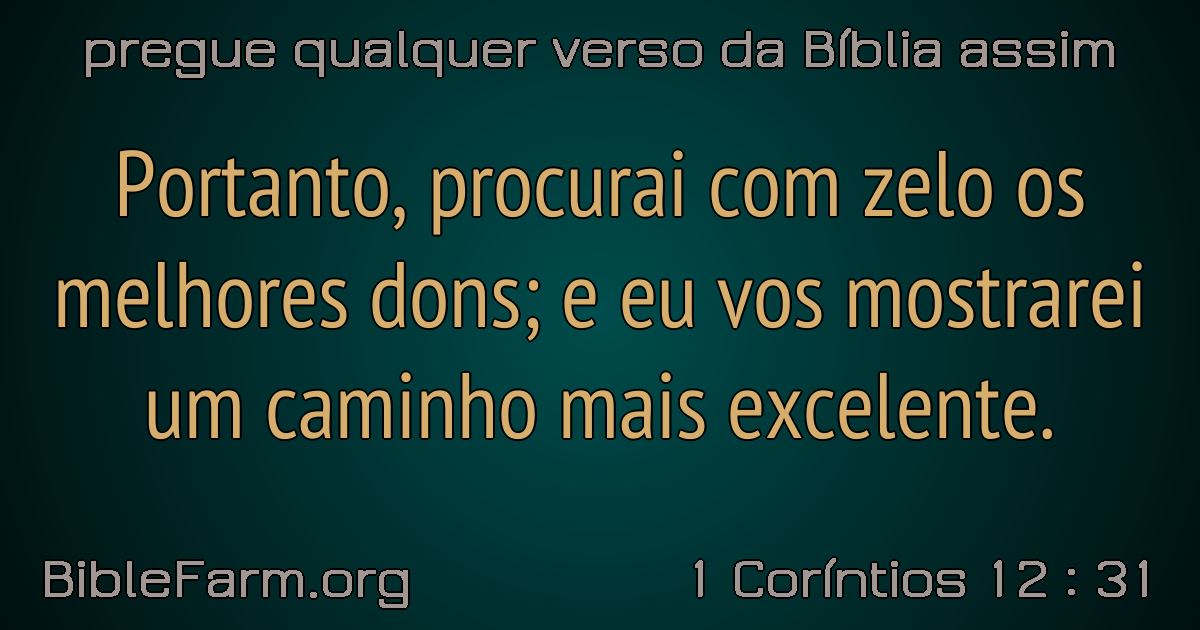 pregue qualquer verso da Bíblia assim
Portanto, procurai com zelo os
melhores dons; e eu vos mostrarei
um caminho mais excelente.
BibleFarm.org
1 Coríntios 12 : 31